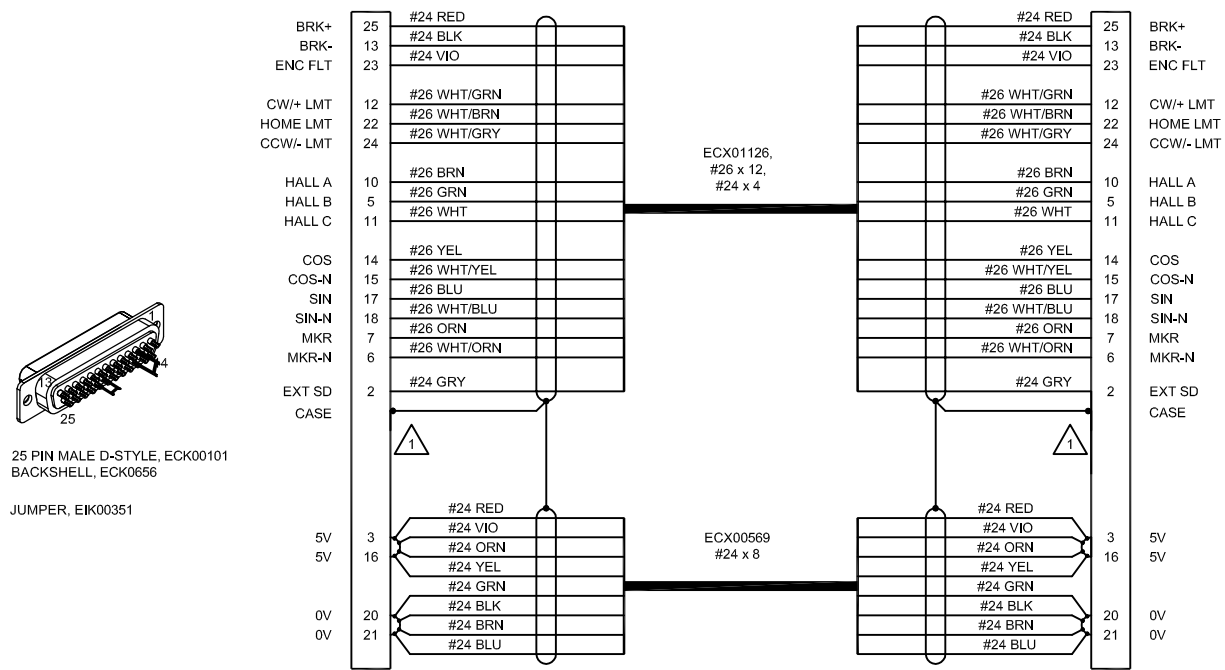 BRK+ 25 #24 RED #24 RED 25 BRK+
BRK- 13 #24 BLK #24 BLK 13 BRK-
ENC FLT 23 #24 VIO #24 VIO 23 ENC FLT
CW/+ LMT 12 #26 WHT/GRN #26 WHT/GRN 12 CW/+ LMT
HOME LMT 22 #26 WHT/BRN #26 WHT/BRN 22 HOME LMT
CCW/- LMT 24 #26 WHT/GRY #26 WHT/GRY 24 CCW/- LMT
ECX01126,
#26 x 12,
#24 x 4
HALL A 10 #26 BRN #26 BRN 10 HALL A
HALL B 5 #26 GRN #26 GRN 5 HALL B
HALL C 11 #26 WHT #26 WHT 11 HALL C
COS 14 #26 YEL #26 YEL 14 COS
COS-N 15 #26 WHT/YEL #26 WHT/YEL 15 COS-N
SIN 17 #26 BLU #26 BLU 17 SIN
SIN-N 18 #26 WHT/BLU #26 WHT/BLU 18 SIN-N
MKR 7 #26 ORN #26 ORN 7 MKR
MKR-N 6 #26 WHT/ORN #26 WHT/ORN 6 MKR-N
EXT SD 2 #24 GRY #24 GRY 2 EXT SD
CASE CASE
1 1
1
14
13
25
25 PIN MALE D-STYLE, ECK00101
BACKSHELL, ECK0656
JUMPER, EIK00351
#24 RED #24 RED
5V 3 #24 VIO #24 VIO 3 5V
5V 16 #24 ORN #24 ORN 16 5V
#24 YEL #24 YEL
ECX00569
#24 x 8
#24 GRN #24 GRN
0V 20 #24 BLK #24 BLK 20 0V
0V 21 #24 BRN #24 BRN 21 0V
#24 BLU #24 BLU